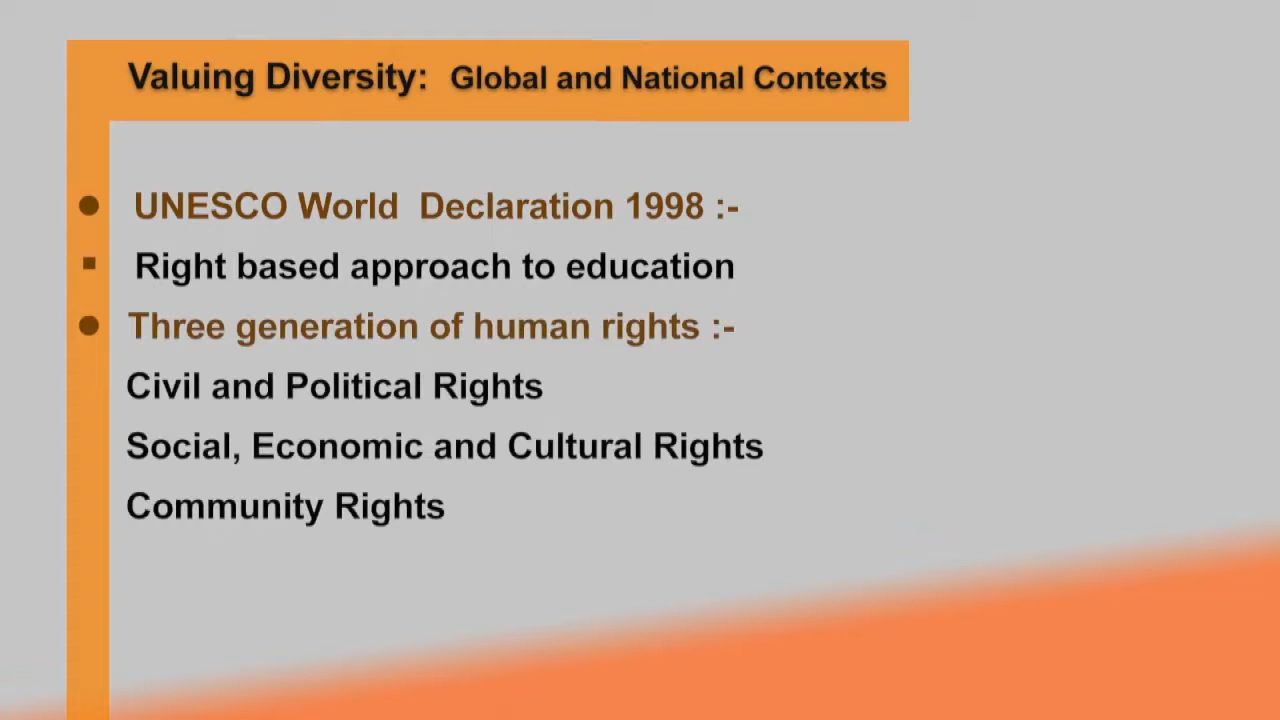 Valuing Diversity: Global and National Contexts
UNESCO World Declaration 1998 :-
Right based approach to education
Three generation of human rights :-
Civil and Political Rights
Social, Economic and Cultural Rights
Community Rights